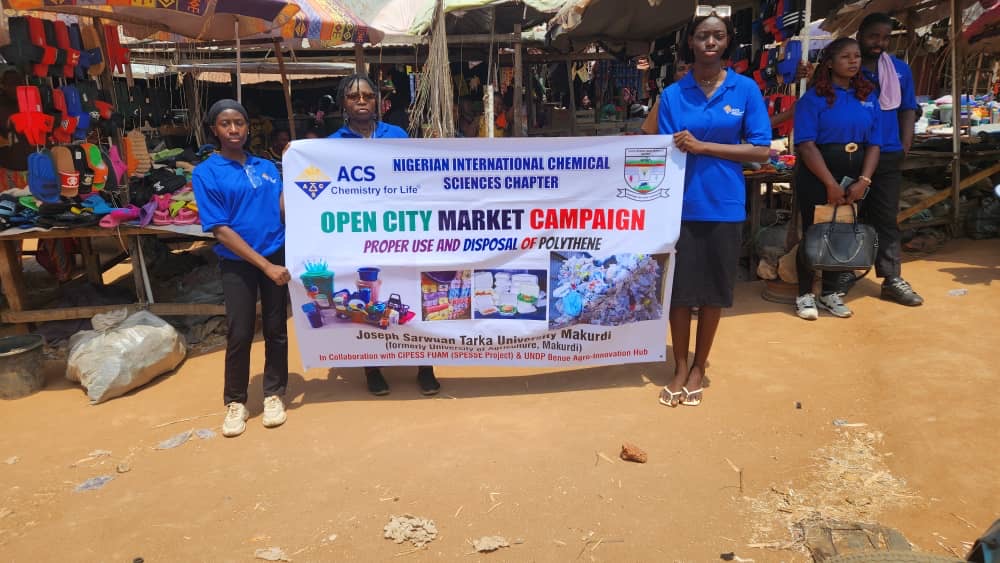 ACS
Chemistry for Life
NIGERIAN INTERNATIONAL CHEMICAL
SCIENCES CHAPTER
OPEN CITY MARKET CAMPAIGN
PROPER USE AND DISPOSAL OF POLYTHENE
Joseph Sarwuan Tarka University Makurdi
(formerly University of Agriculture, Makurdi)
In Collaboration with CIPESS FUAM (SPESSE Project) & UNDP Benue Agro-Innovation Hub